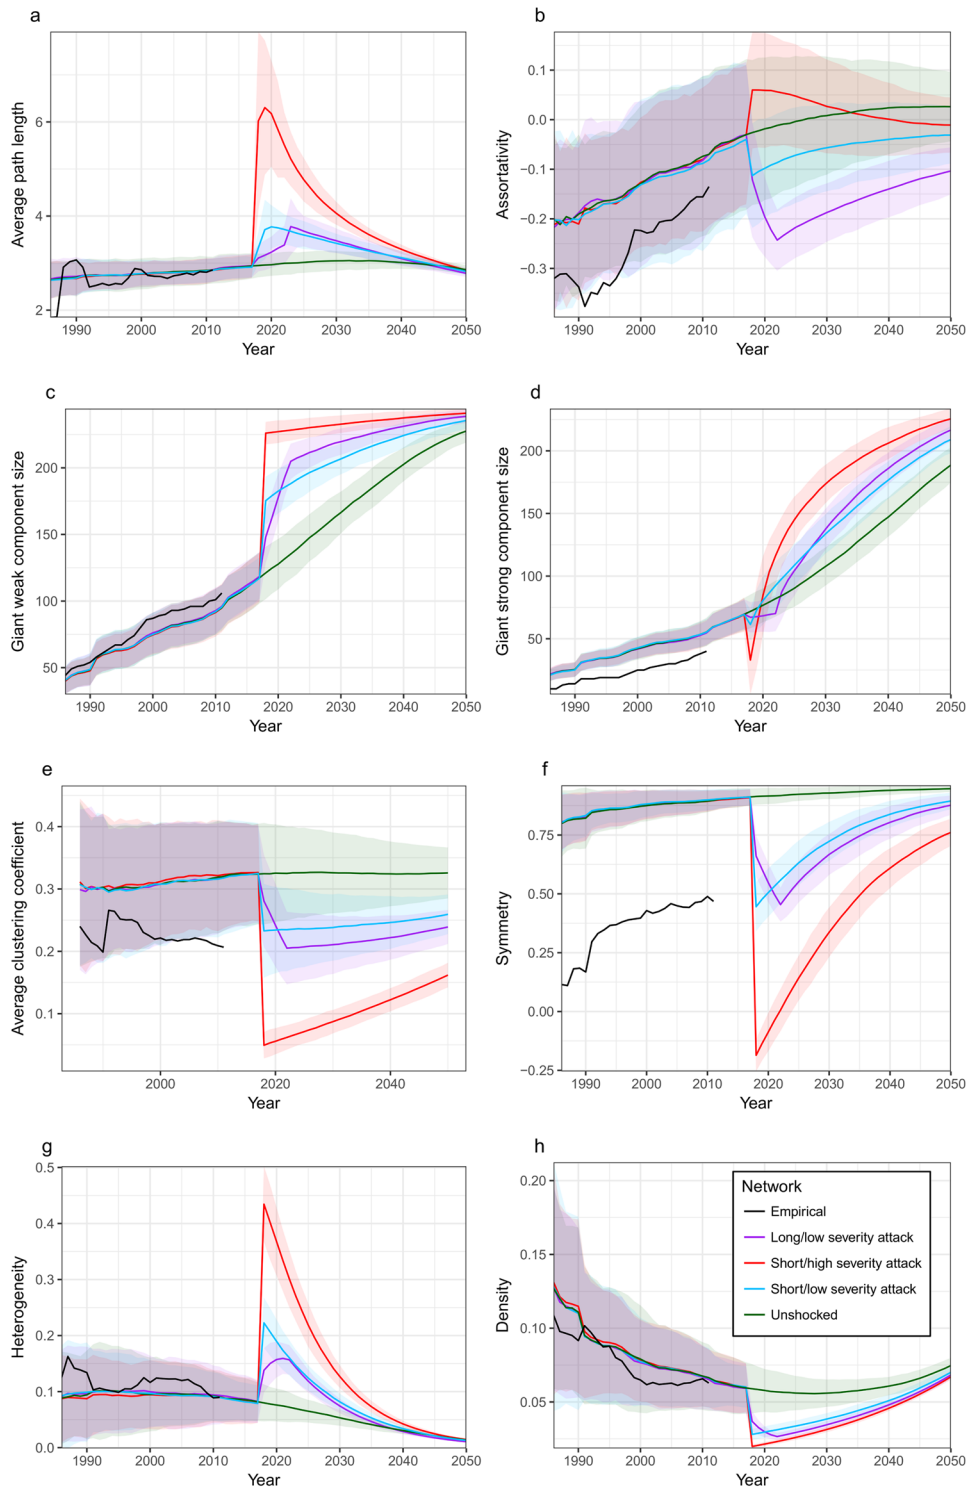 a
Average path length
6
4
2
1990 2000 2010 2020 2030 2040 2050
Year
b
Assortativity
0.1
0.0
−0.1
−0.2
−0.3
1990 2000 2010 2020 2030 2040 2050
Year
c
Giant weak component size
200
150
100
50
1990 2000 2010 2020 2030 2040 2050
Year
d
Giant strong component size
200
150
100
50
1990 2000 2010 2020 2030 2040 2050
Year
e
Average clustering coefficient
0.4
0.3
0.2
0.1
2000 2020 2040
Year
f
Symmetry
0.75
0.50
0.25
0.00
−0.25
1990 2000 2010 2020 2030 2040 2050
Year
g
Heterogeneity
0.5
0.4
0.3
0.2
0.1
0.0
1990 2000 2010 2020 2030 2040 2050
Year
h
Density
0.20
0.15
0.10
0.05
1990 2000 2010 2020 2030 2040 2050
Year
Network
Empirical
Long/low severity attack
Short/high severity attack
Short/low severity attack
Unshocked